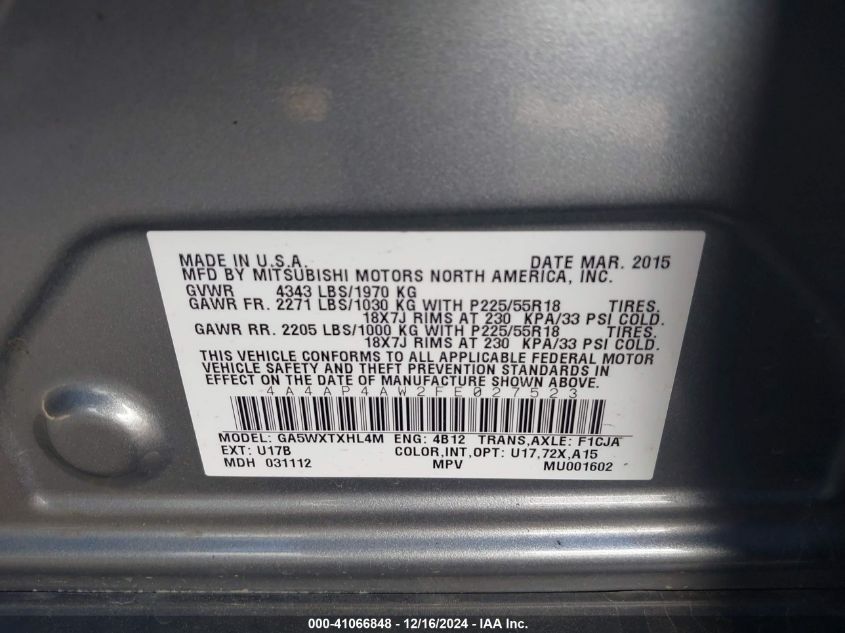 MADE IN U.S.A. DATE MAR. 2015
MFD BY MITSUBISHI MOTORS NORTH AMERICA, INC.
GVWR 4343 LBS/1970 KG
GAWR FR. 2271 LBS/1030 KG WITH P225/55R18 TIRES.
18X7J RIMS AT 230 KPA/33 PSI COLD.
GAWR RR. 2205 LBS/1000 KG WITH P225/55R18 TIRES.
18X7J RIMS AT 230 KPA/33 PSI COLD.
THIS VEHICLE CONFORMS TO ALL APPLICABLE FEDERAL MOTOR
VEHICLE SAFETY AND THEFT PREVENTION STANDARDS IN
EFFECT ON THE DATE OF MANUFACTURE SHOWN ABOVE.
4A4AP4AW2FE027523
MODEL: GA5WXTXHL4M ENG: 4B12 TRANS,AXLE: F1CJA
EXT: U17B COLOR,INT,OPT: U17,72X,A15
MDH 031112 MPV MU001602
000-41066848 - 12/16/2024 - IAA Inc.